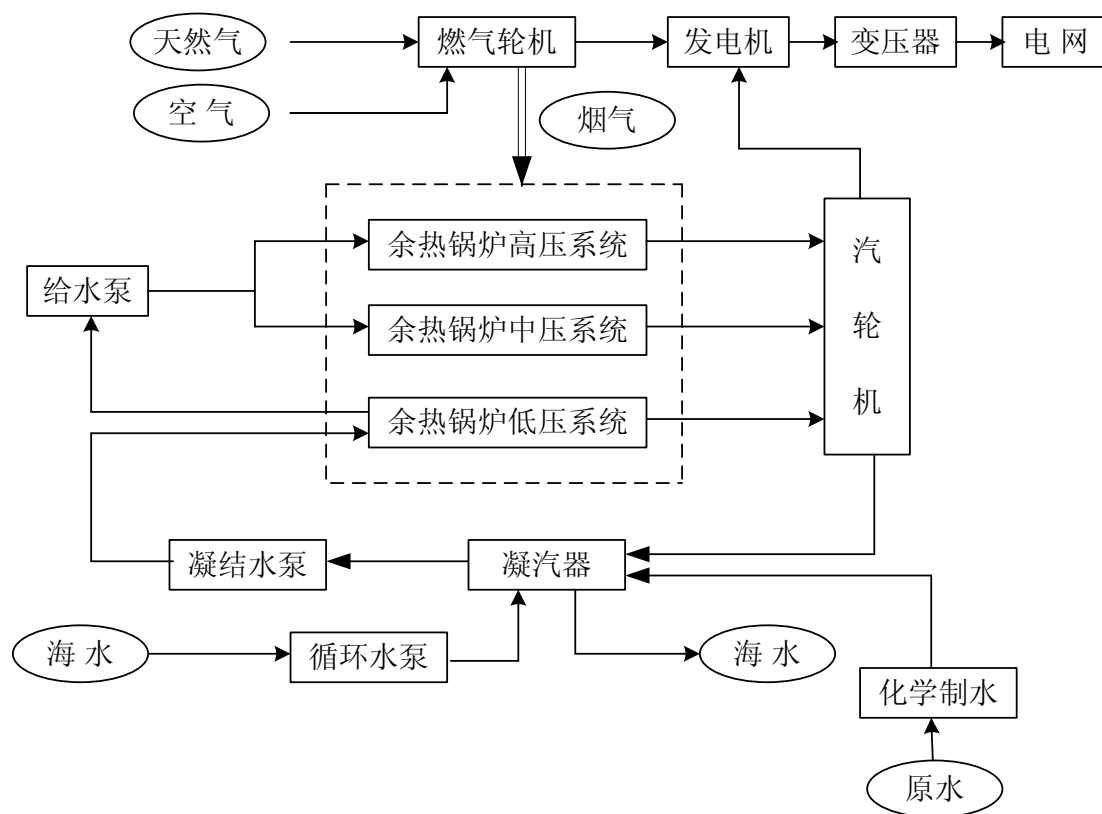 天然气
燃气轮机
发电机
变压器
电 网
空 气
烟气
余热锅炉高压系统
汽轮机
给水泵
余热锅炉中压系统
余热锅炉低压系统
凝结水泵
凝汽器
海 水
循环水泵
海 水
化学制水
原水